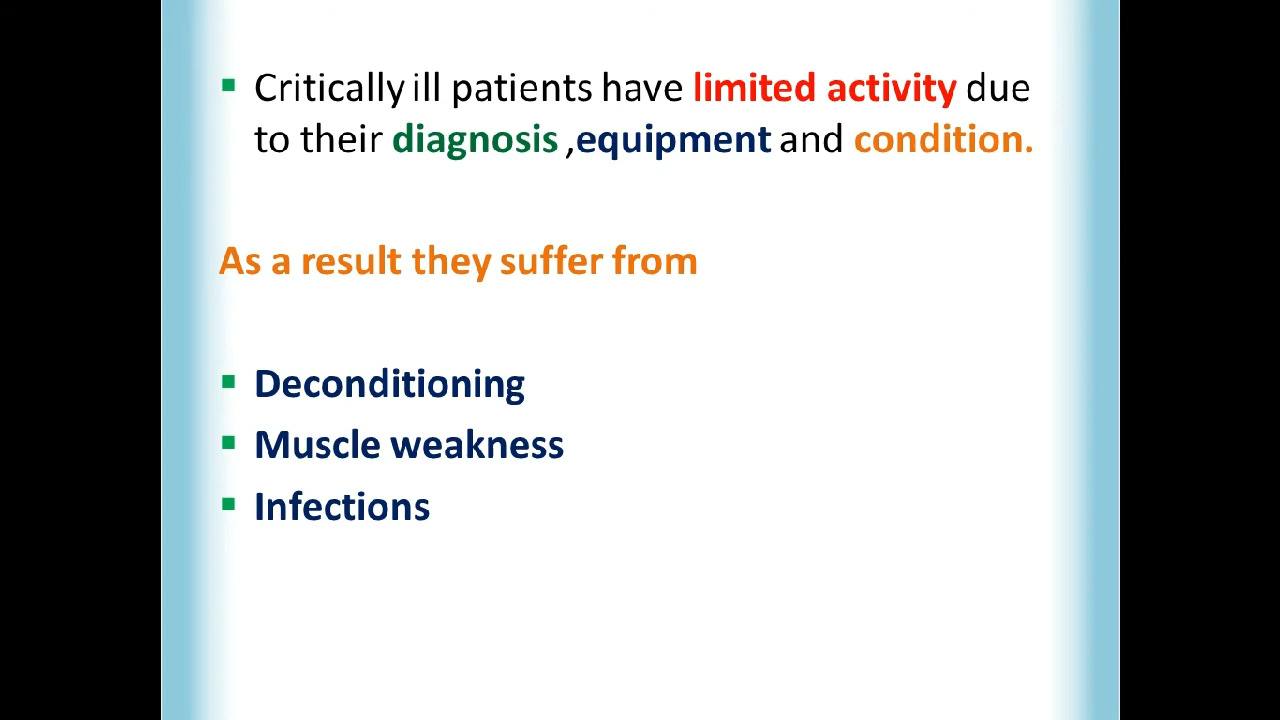 Critically ill patients have limited activity due
to their diagnosis ,equipment and condition.
As a result they suffer from
Deconditioning
Muscle weakness
Infections